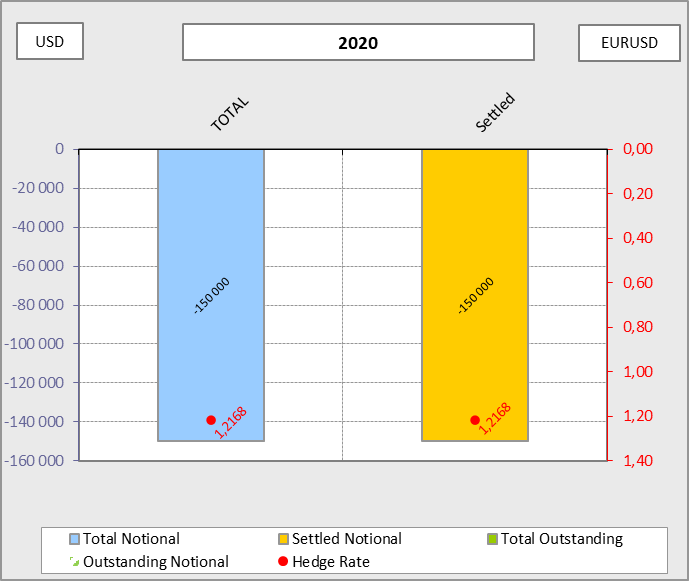 USD
2020
EURUSD
TOTAL
Settled
0
-20 000
-40 000
-60 000
-80 000
-100 000
-120 000
-140 000
-160 000
-150 000
1,2168
-150 000
1,2168
0,00
0,20
0,40
0,60
0,80
1,00
1,20
1,40
Total Notional
Settled Notional
Total Outstanding
Outstanding Notional
Hedge Rate